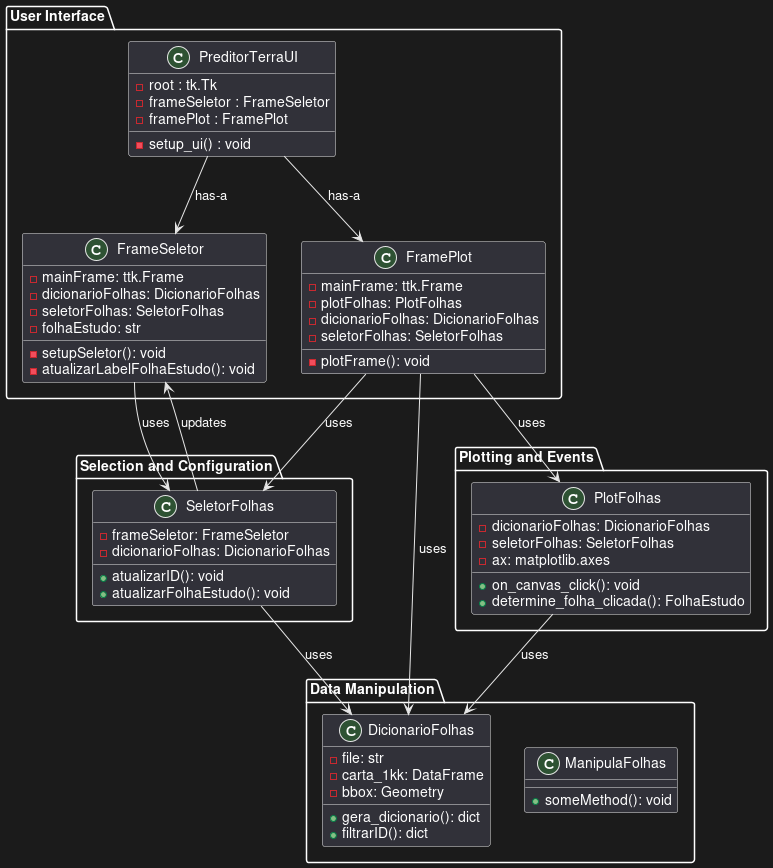 User Interface
C PreditorTerraUI
root : tk.Tk
frameSeletor : FrameSeletor
framePlot : FramePlot
setup_ui() : void
has-a
has-a
C FrameSeletor
mainFrame: ttk.Frame
dicionarioFolhas: DicionarioFolhas
seletorFolhas: SeletorFolhas
folhaEstudo: str
setupSeletor(): void
atualizarLabelFolhaEstudo(): void
C FramePlot
mainFrame: ttk.Frame
plotFolhas: PlotFolhas
dicionarioFolhas: DicionarioFolhas
seletorFolhas: SeletorFolhas
plotFrame(): void
uses
updates
uses
uses
Selection and Configuration
C SeletorFolhas
frameSeletor: FrameSeletor
dicionarioFolhas: DicionarioFolhas
atualizarID(): void
atualizarFolhaEstudo(): void
Plotting and Events
C PlotFolhas
dicionarioFolhas: DicionarioFolhas
seletorFolhas: SeletorFolhas
ax: matplotlib.axes
on_canvas_click(): void
determine_folha_clicada(): FolhaEstudo
uses
uses
uses
Data Manipulation
C DicionarioFolhas
file: str
carta_1kk: DataFrame
bbox: Geometry
gera_dicionario(): dict
filtrarID(): dict
C ManipulaFolhas
someMethod(): void